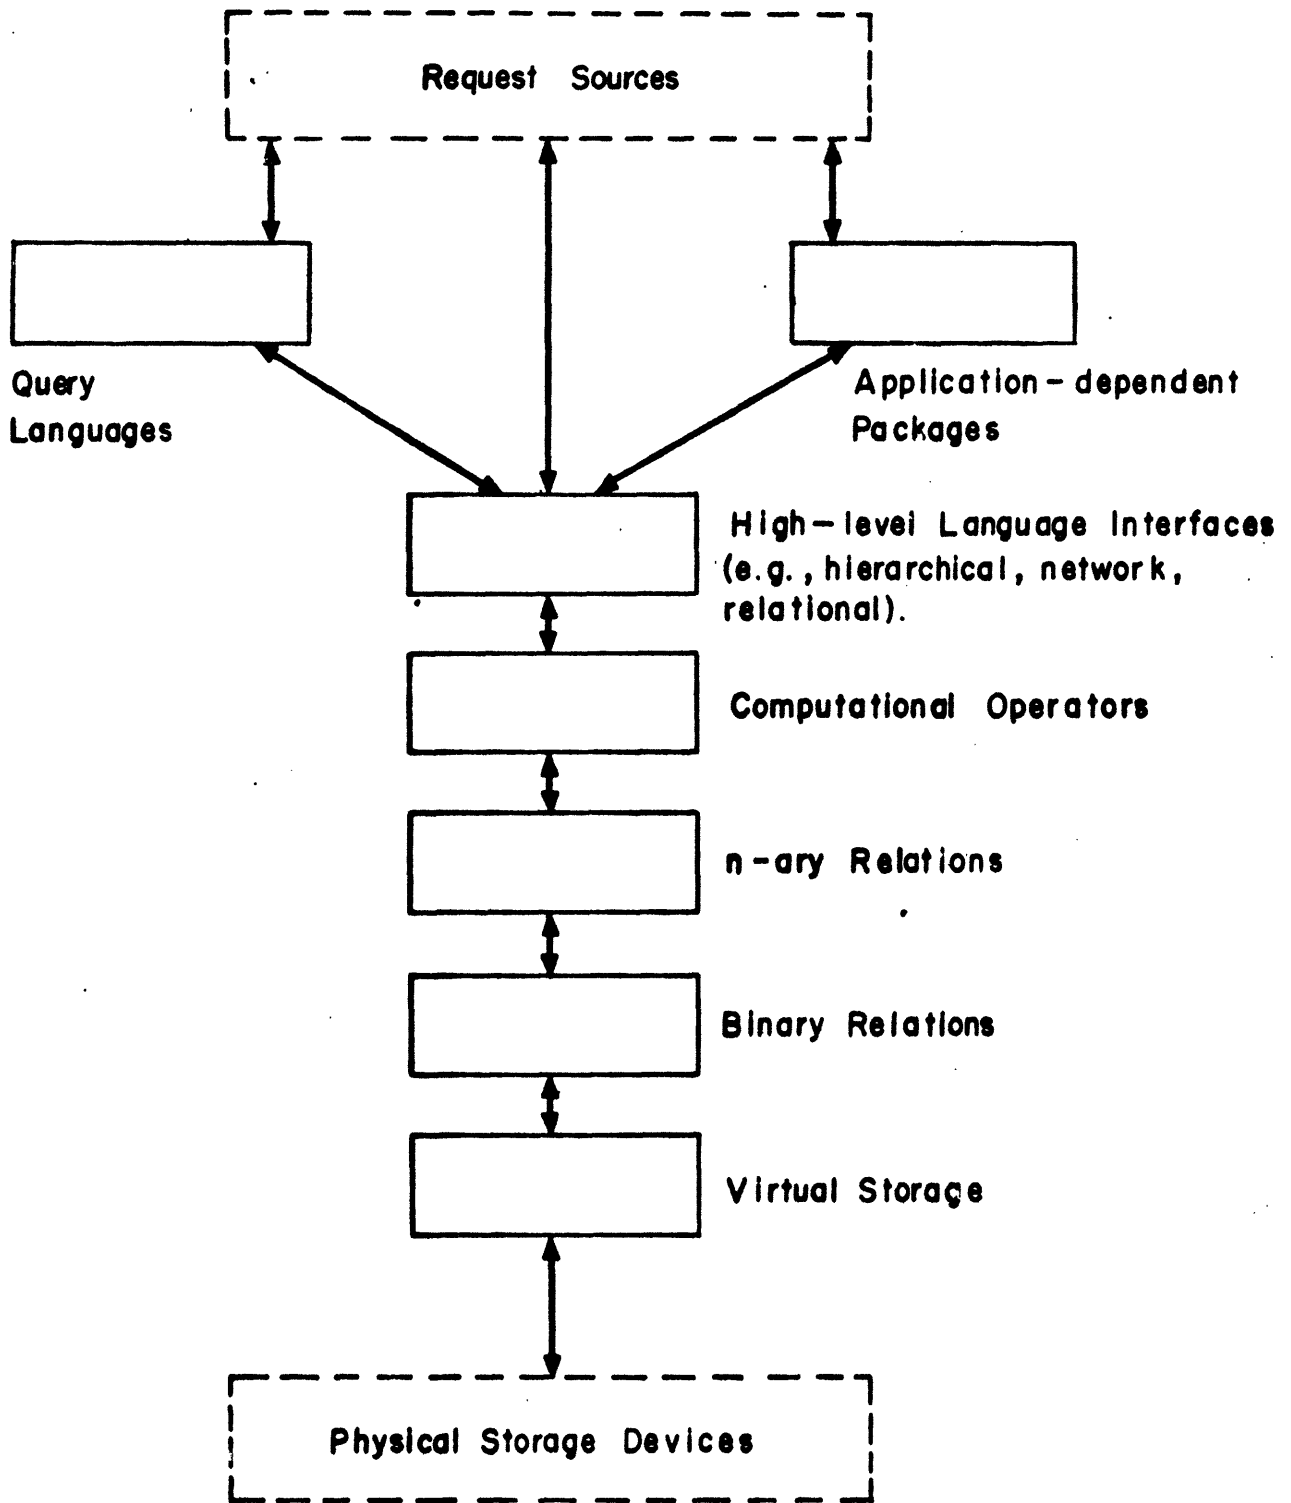 Request Sources
Query
Languages
Application-dependent
Packages
High-level Language Interfaces
(e.g., hierarchical, network,
relational).
Computational Operators
n-ary Relations
Binary Relations
Virtual Storage
Physical Storage Devices